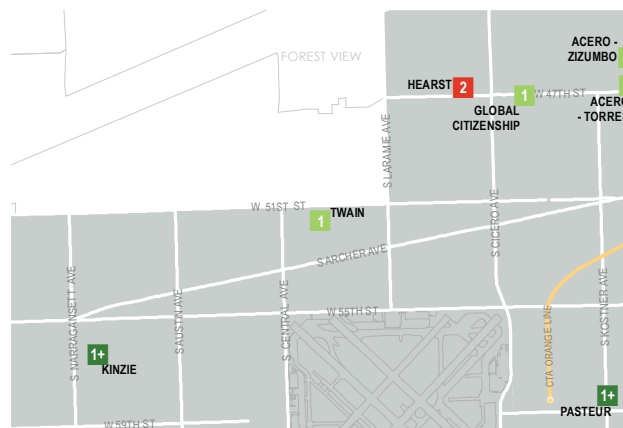 FOREST VIEW
ACERO -
ZIZUMBO
HEARST
2
1
W 47TH ST
GLOBAL
CITIZENSHIP
ACERO
- TORRE
S LARAMIE AVE
S CICERO AVE
W 51ST ST
TWAIN
1
S ARCHER AVE
S NARRAGANSETT AVE
S AUSTIN AVE
S CENTRAL AVE
W 55TH ST
CTA ORANGE LINE
S KOSTNER AVE
1+
KINZIE
1+
PASTEUR
W 59TH ST